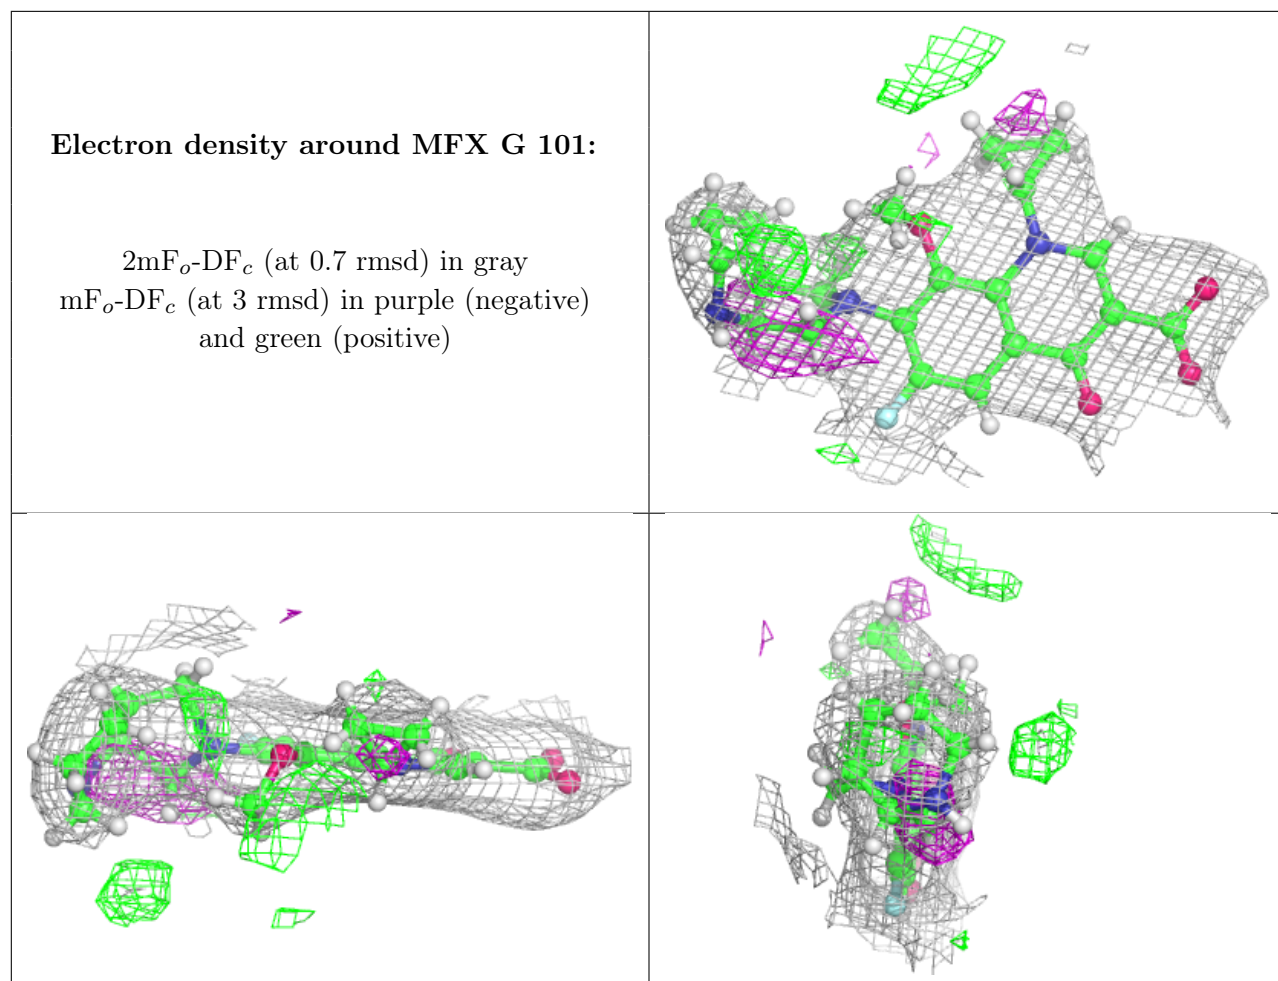 Electron density around MFX G 101:
2mFₒ-DF𝒸 (at 0.7 rmsd) in gray
mFₒ-DF𝒸 (at 3 rmsd) in purple (negative)
and green (positive)